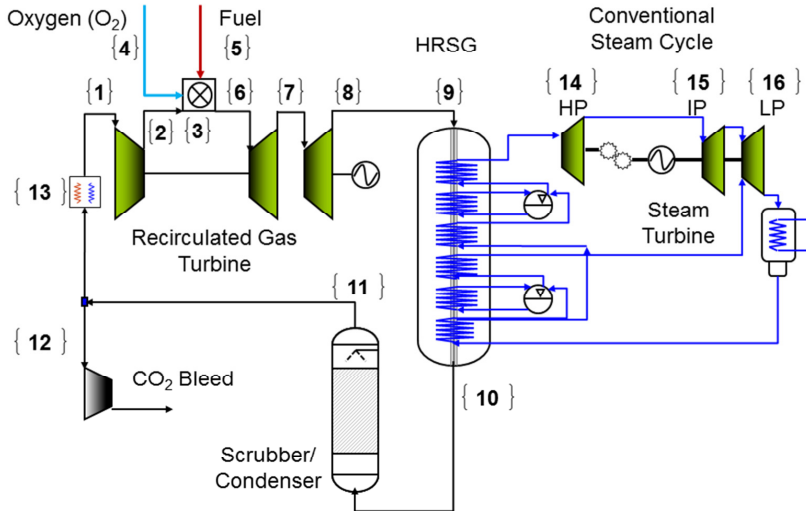 Oxygen (O₂)
Fuel
Conventional
Steam Cycle
{4}
{5}
HRSG
{1}
{6}
{7}
{8}
{9}
{14}
{15}
{16}
HP
IP
LP
{2}
{3}
{13}
Recirculated Gas
Turbine
Steam
Turbine
{11}
{12}
CO₂ Bleed
{10}
Scrubber/
Condenser